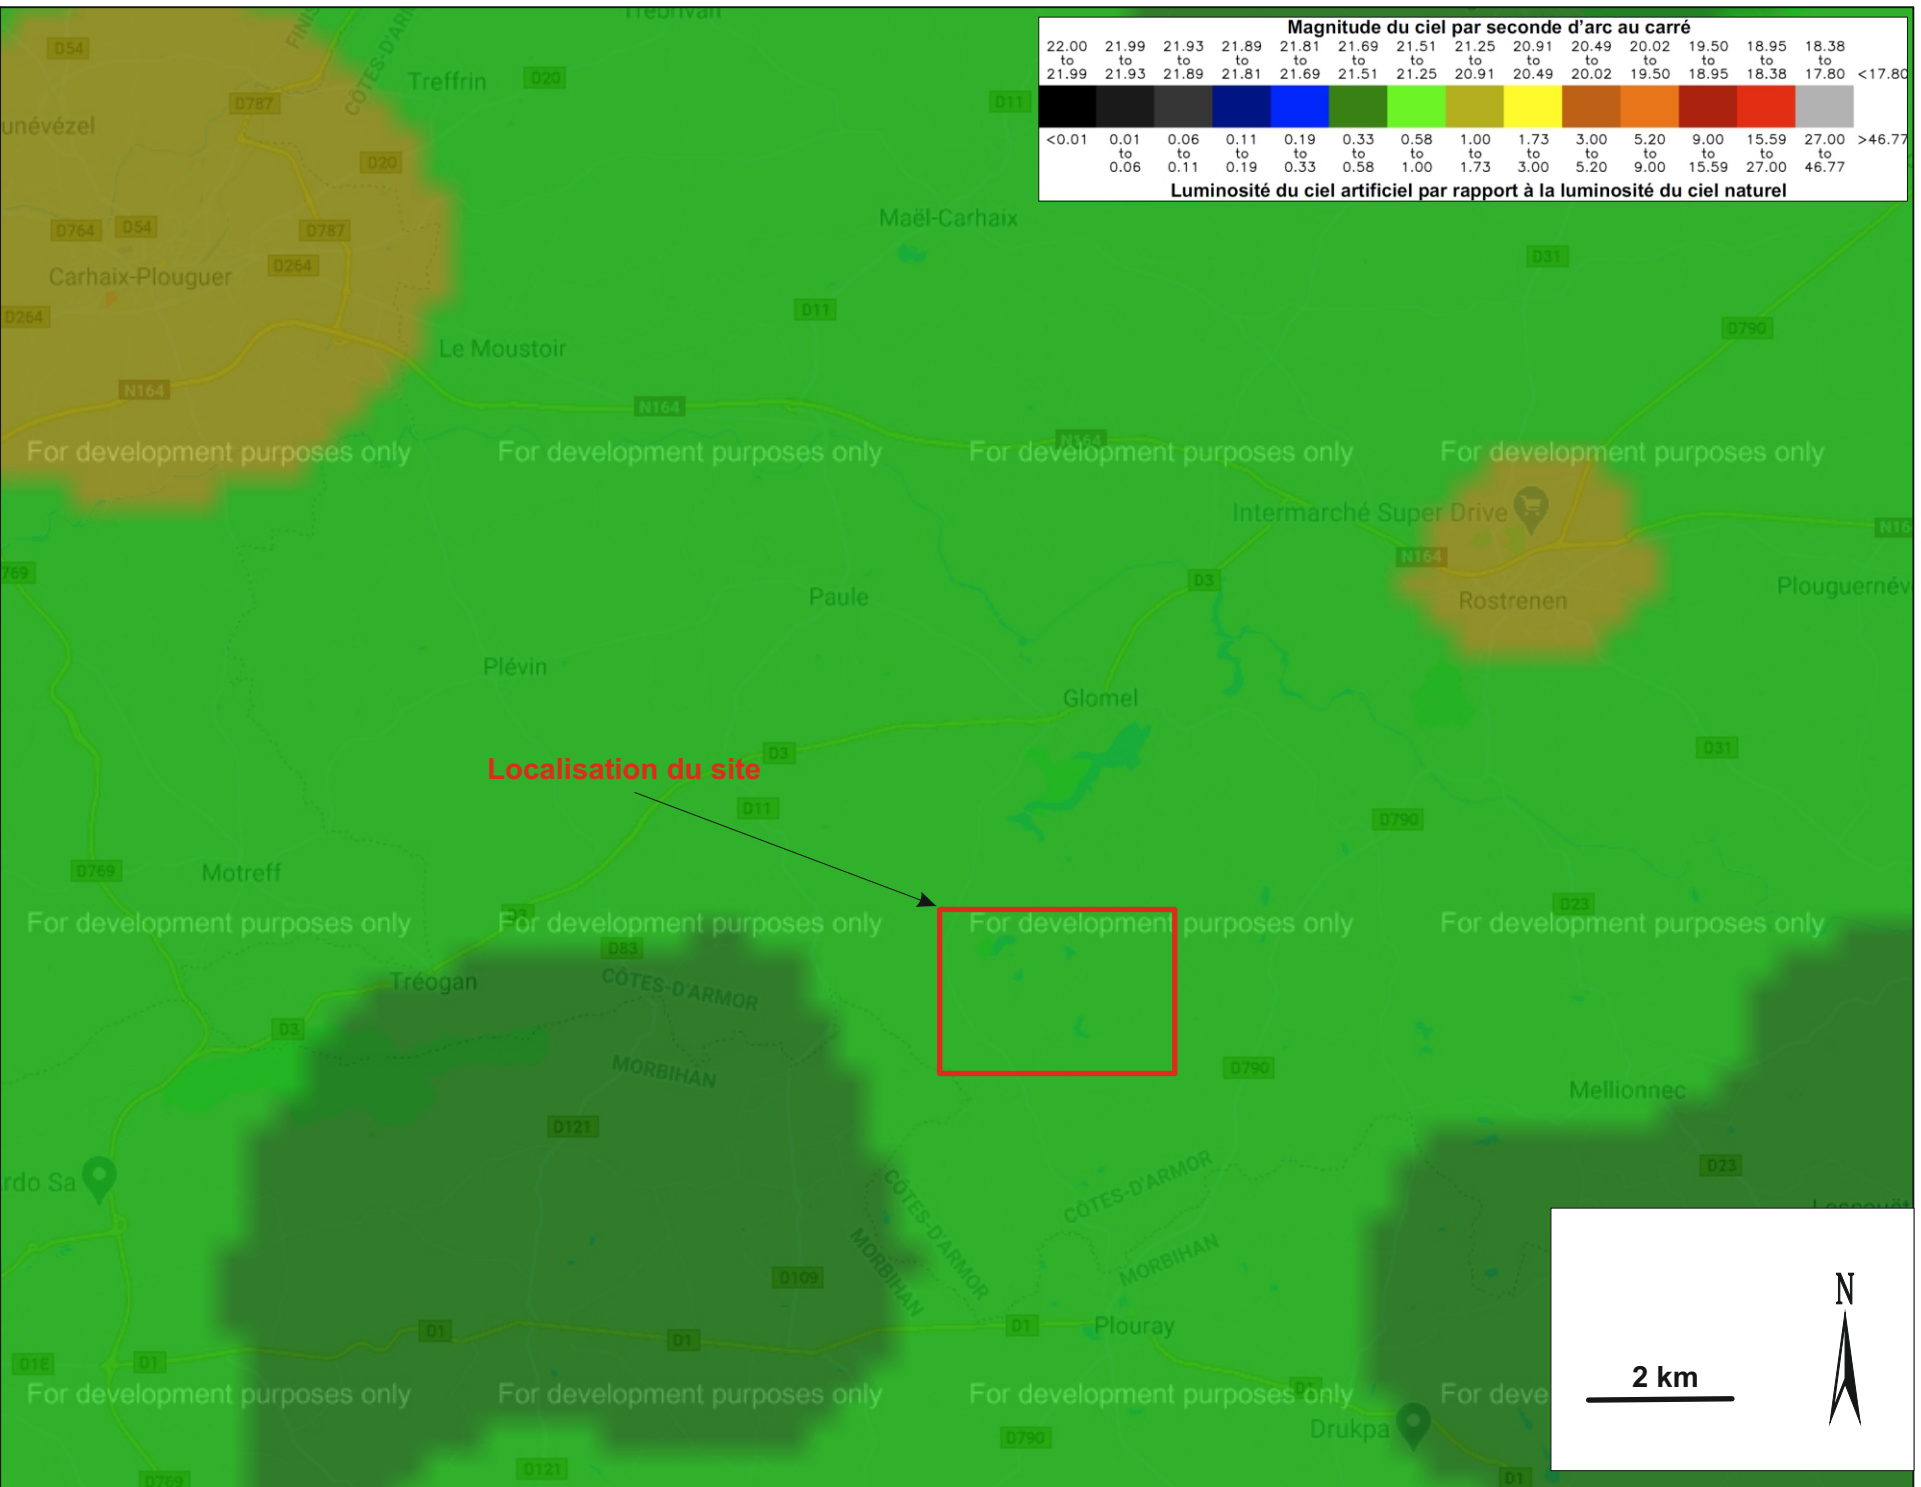 Trébrivan
Magnitude du ciel par seconde d'arc au carré
22.00 21.99 21.93 21.89 21.81 21.69 21.51 21.25 20.91 20.49 20.02 19.50 18.95 18.38
to to to to to to to to to to to to to to
21.99 21.93 21.89 21.81 21.69 21.51 21.25 20.91 20.49 20.02 19.50 18.95 18.38 17.80 <17.80
<0.01 0.01 0.06 0.11 0.19 0.33 0.58 1.00 1.73 3.00 5.20 9.00 15.59 27.00 >46.77
to to to to to to to to to to to to to
0.06 0.11 0.19 0.33 0.58 1.00 1.73 3.00 5.20 9.00 15.59 27.00 46.77
Luminosité du ciel artificiel par rapport à la luminosité du ciel naturel
FINIS
CÔTES-D'ARM
D54
Treffrin
D20
D11
D787
unévézel
D20
Maël-Carhaix
D764
D54
D787
D31
Carhaix-Plouguer
D264
D264
D11
D790
Le Moustoir
N164
N164
N164
For development purposes only
For development purposes only
For development purposes only
For development purposes only
Intermarché Super Drive
N16
N164
769
D3
Paule
Rostrenen
Plouguernév
Plévin
Glomel
D3
D31
Localisation du site
D11
D790
D769
Motreff
D23
D3
For development purposes only
For development purposes only
For development purposes only
For development purposes only
D83
Tréogan
CÔTES-D'ARMOR
D3
MORBIHAN
D790
Mellionnec
D121
D23
rdo Sa
CÔTES-D'ARMOR
CÔTES-D'ARMOR
MORBIHAN
MORBIHAN
D109
D1
D1
D1
Plouray
D1E
D1
N
2 km
For development purposes only
For development purposes only
For development purposes only
For deve
D1
Drukpa
D790
D121
D769
D1